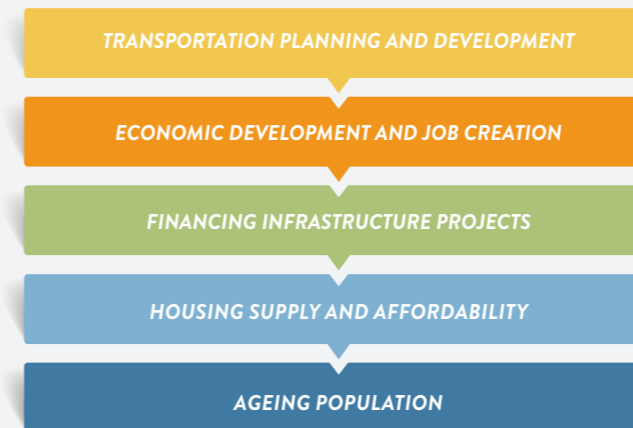 TRANSPORTATION PLANNING AND DEVELOPMENT
ECONOMIC DEVELOPMENT AND JOB CREATION
FINANCING INFRASTRUCTURE PROJECTS
HOUSING SUPPLY AND AFFORDABILITY
AGEING POPULATION